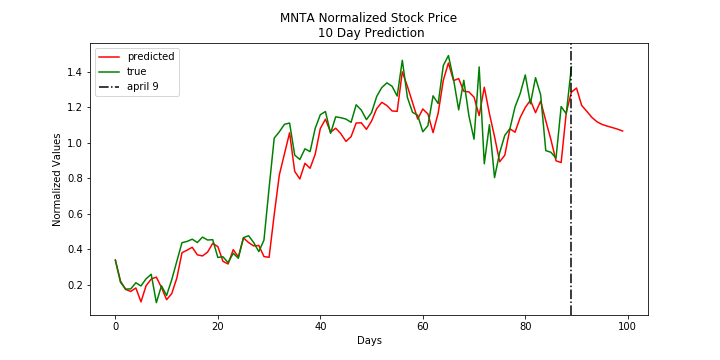 MNTA Normalized Stock Price
10 Day Prediction
predicted
true
april 9
1.4
1.2
1.0
0.8
0.6
0.4
0.2
Normalized Values
0 20 40 60 80 100
Days